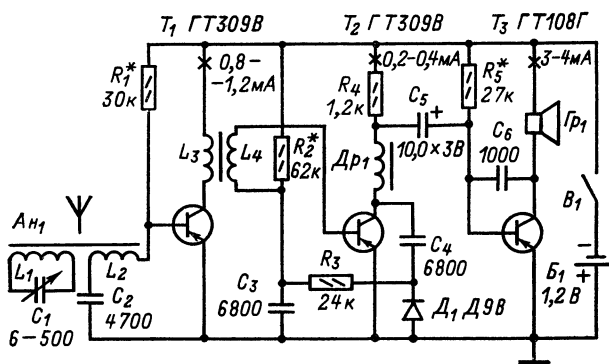 T₁ ГТ309В
T₂ ГТ309В
T₃ ГТ108Г
R₁*
30к
0,8–
–1,2мА
L₃
L₄
R₂*
62к
R₄
1,2к
0,2–0,4мА
C₅
+
10,0×3В
Др₁
R₅*
27к
3–4мА
Гр₁
C₆
1000
В₁
Ан₁
L₁
L₂
C₁
6–500
C₂
4700
C₃
6800
R₃
24к
C₄
6800
Д₁ Д9В
–
+
Б₁
1,2В